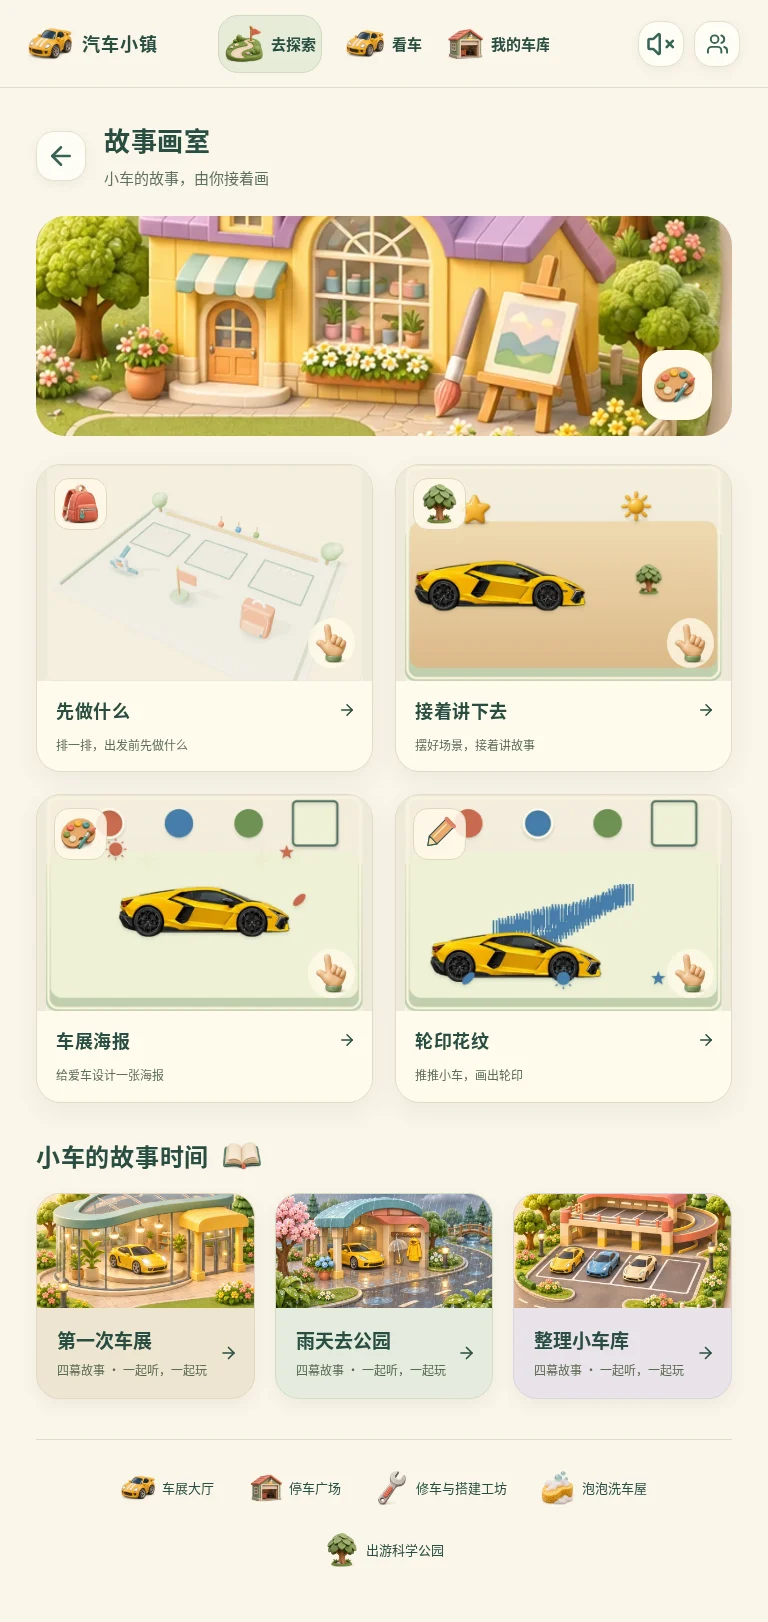 汽车小镇
去探索
看车
我的车库
故事画室
小车的故事，由你接着画
先做什么
排一排，出发前先做什么
接着讲下去
摆好场景，接着讲故事
车展海报
给爱车设计一张海报
轮印花纹
推推小车，画出轮印
小车的故事时间
第一次车展
四幕故事 · 一起听，一起玩
雨天去公园
四幕故事 · 一起听，一起玩
整理小车库
四幕故事 · 一起听，一起玩
车展大厅
停车广场
修车与搭建工坊
泡泡洗车屋
出游科学公园